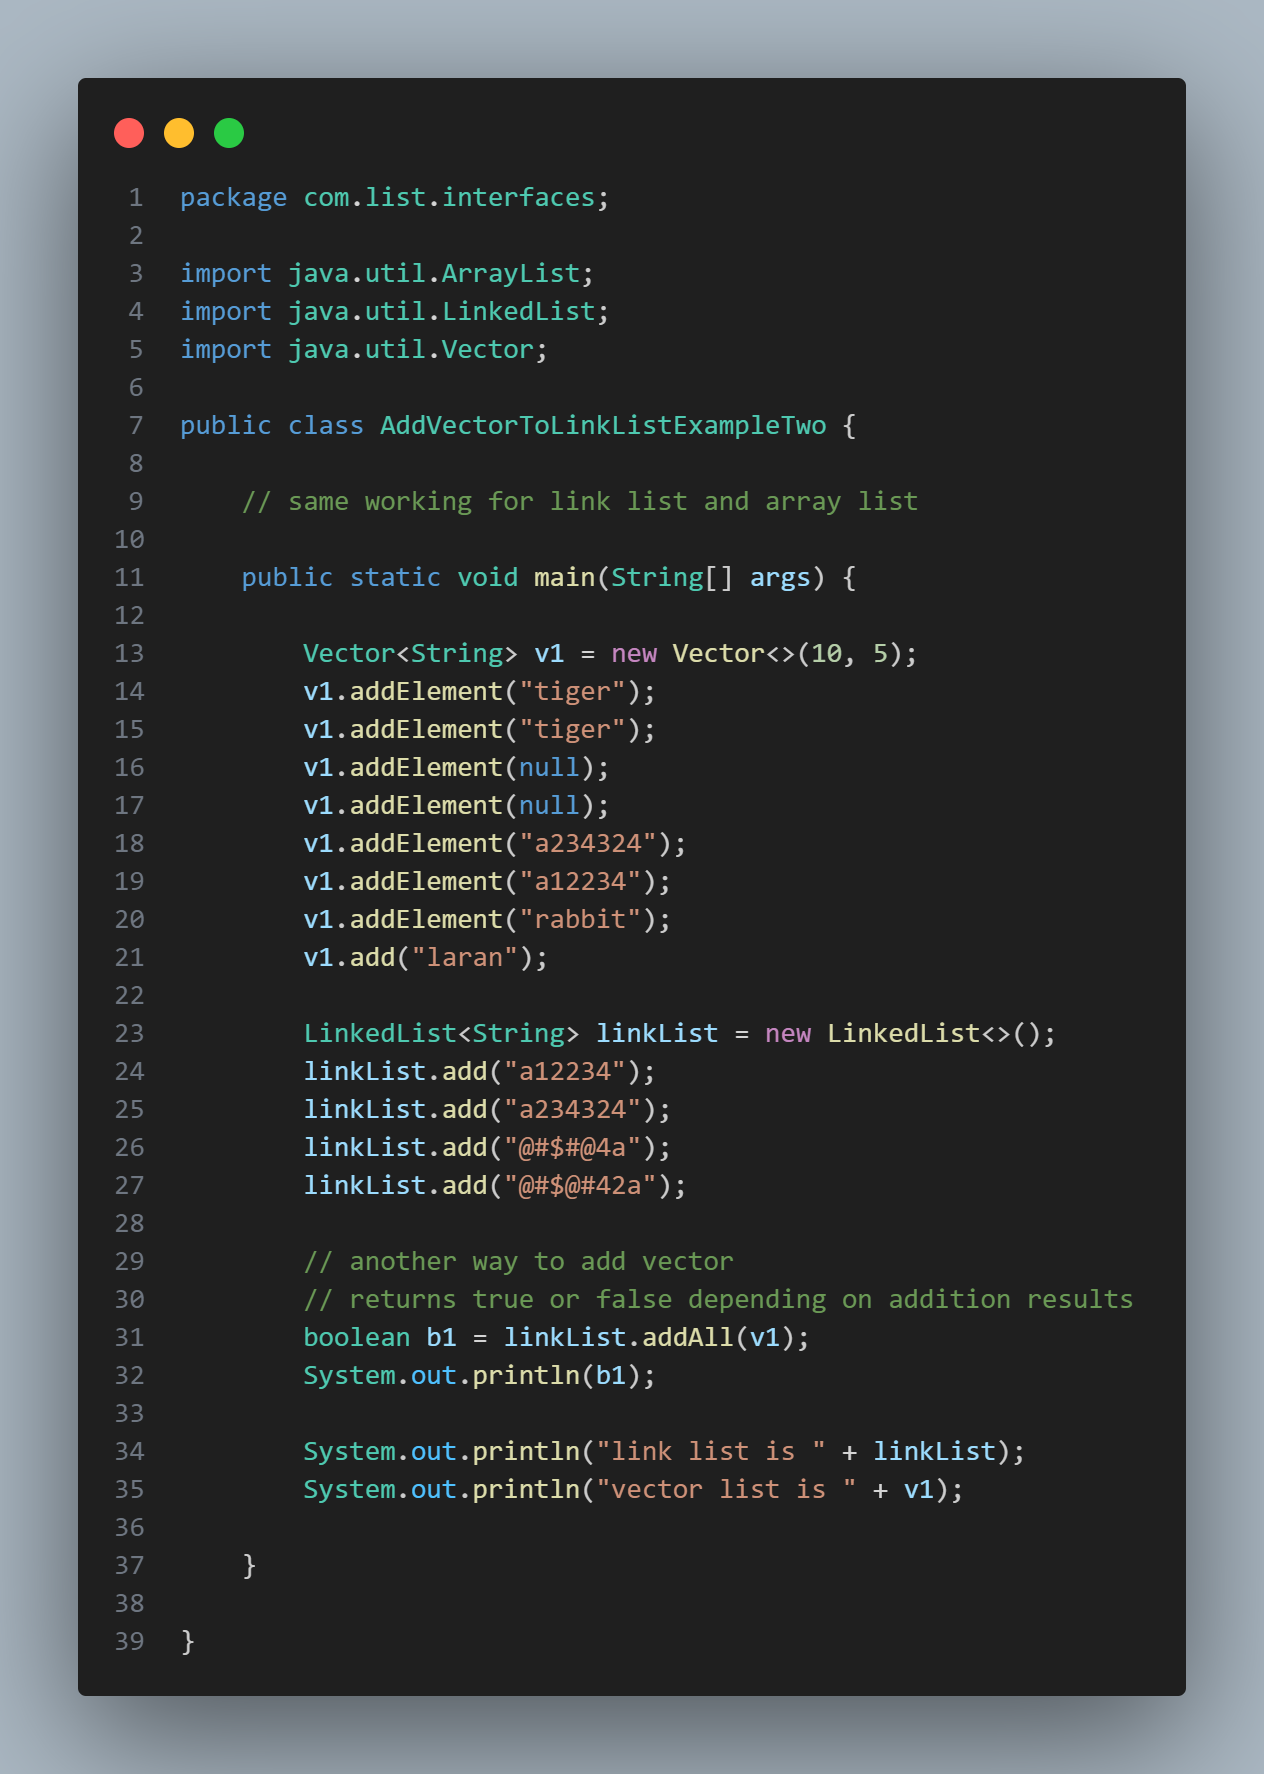 1 package com.list.interfaces;
2
3 import java.util.ArrayList;
4 import java.util.LinkedList;
5 import java.util.Vector;
6
7 public class AddVectorToLinkListExampleTwo {
8
9     // same working for link list and array list
10
11     public static void main(String[] args) {
12
13         Vector<String> v1 = new Vector<>(10, 5);
14         v1.addElement("tiger");
15         v1.addElement("tiger");
16         v1.addElement(null);
17         v1.addElement(null);
18         v1.addElement("a234324");
19         v1.addElement("a12234");
20         v1.addElement("rabbit");
21         v1.add("laran");
22
23         LinkedList<String> linkList = new LinkedList<>();
24         linkList.add("a12234");
25         linkList.add("a234324");
26         linkList.add("@#$#@4a");
27         linkList.add("@#$@#42a");
28
29         // another way to add vector
30         // returns true or false depending on addition results
31         boolean b1 = linkList.addAll(v1);
32         System.out.println(b1);
33
34         System.out.println("link list is " + linkList);
35         System.out.println("vector list is " + v1);
36
37     }
38
39 }